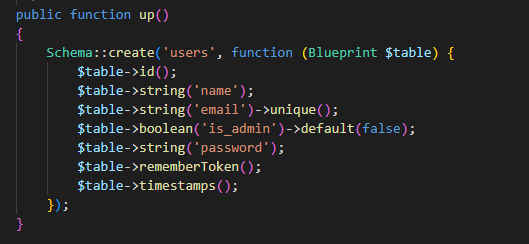 public function up()
{
    Schema::create('users', function (Blueprint $table) {
        $table->id();
        $table->string('name');
        $table->string('email')->unique();
        $table->boolean('is_admin')->default(false);
        $table->string('password');
        $table->rememberToken();
        $table->timestamps();
    });
}